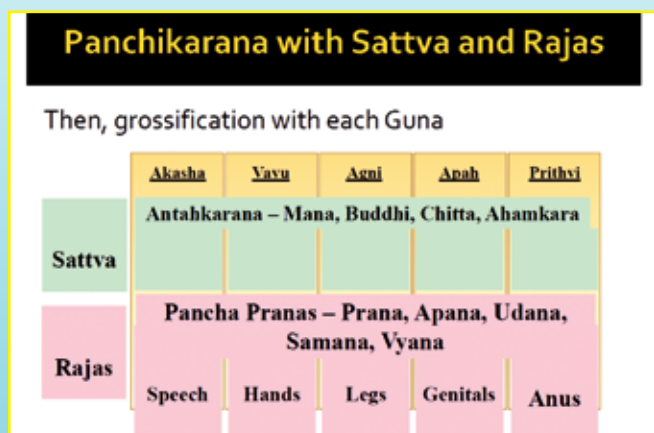 Panchikarana with Sattva and Rajas
Then, grossification with each Guna
Akasha Vayu Agni Apah Prithvi
Antahkarana – Mana, Buddhi, Chitta, Ahamkara
Sattva
Pancha Pranas – Prana, Apana, Udana,
Samana, Vyana
Rajas
Speech Hands Legs Genitals Anus